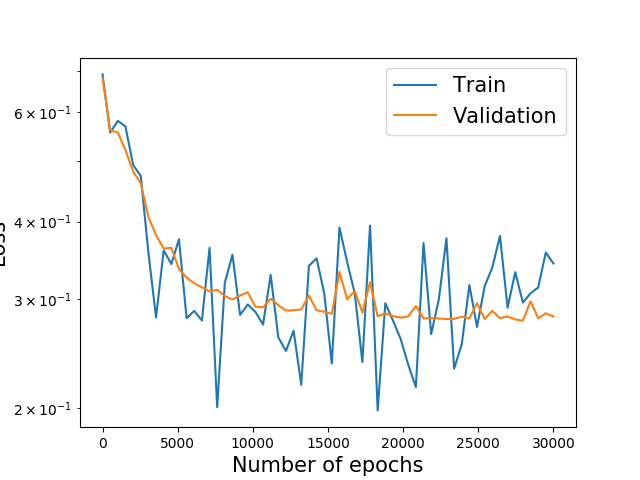 Train
Validation
6 × 10⁻¹
4 × 10⁻¹
3 × 10⁻¹
2 × 10⁻¹
Loss
0 5000 10000 15000 20000 25000 30000
Number of epochs